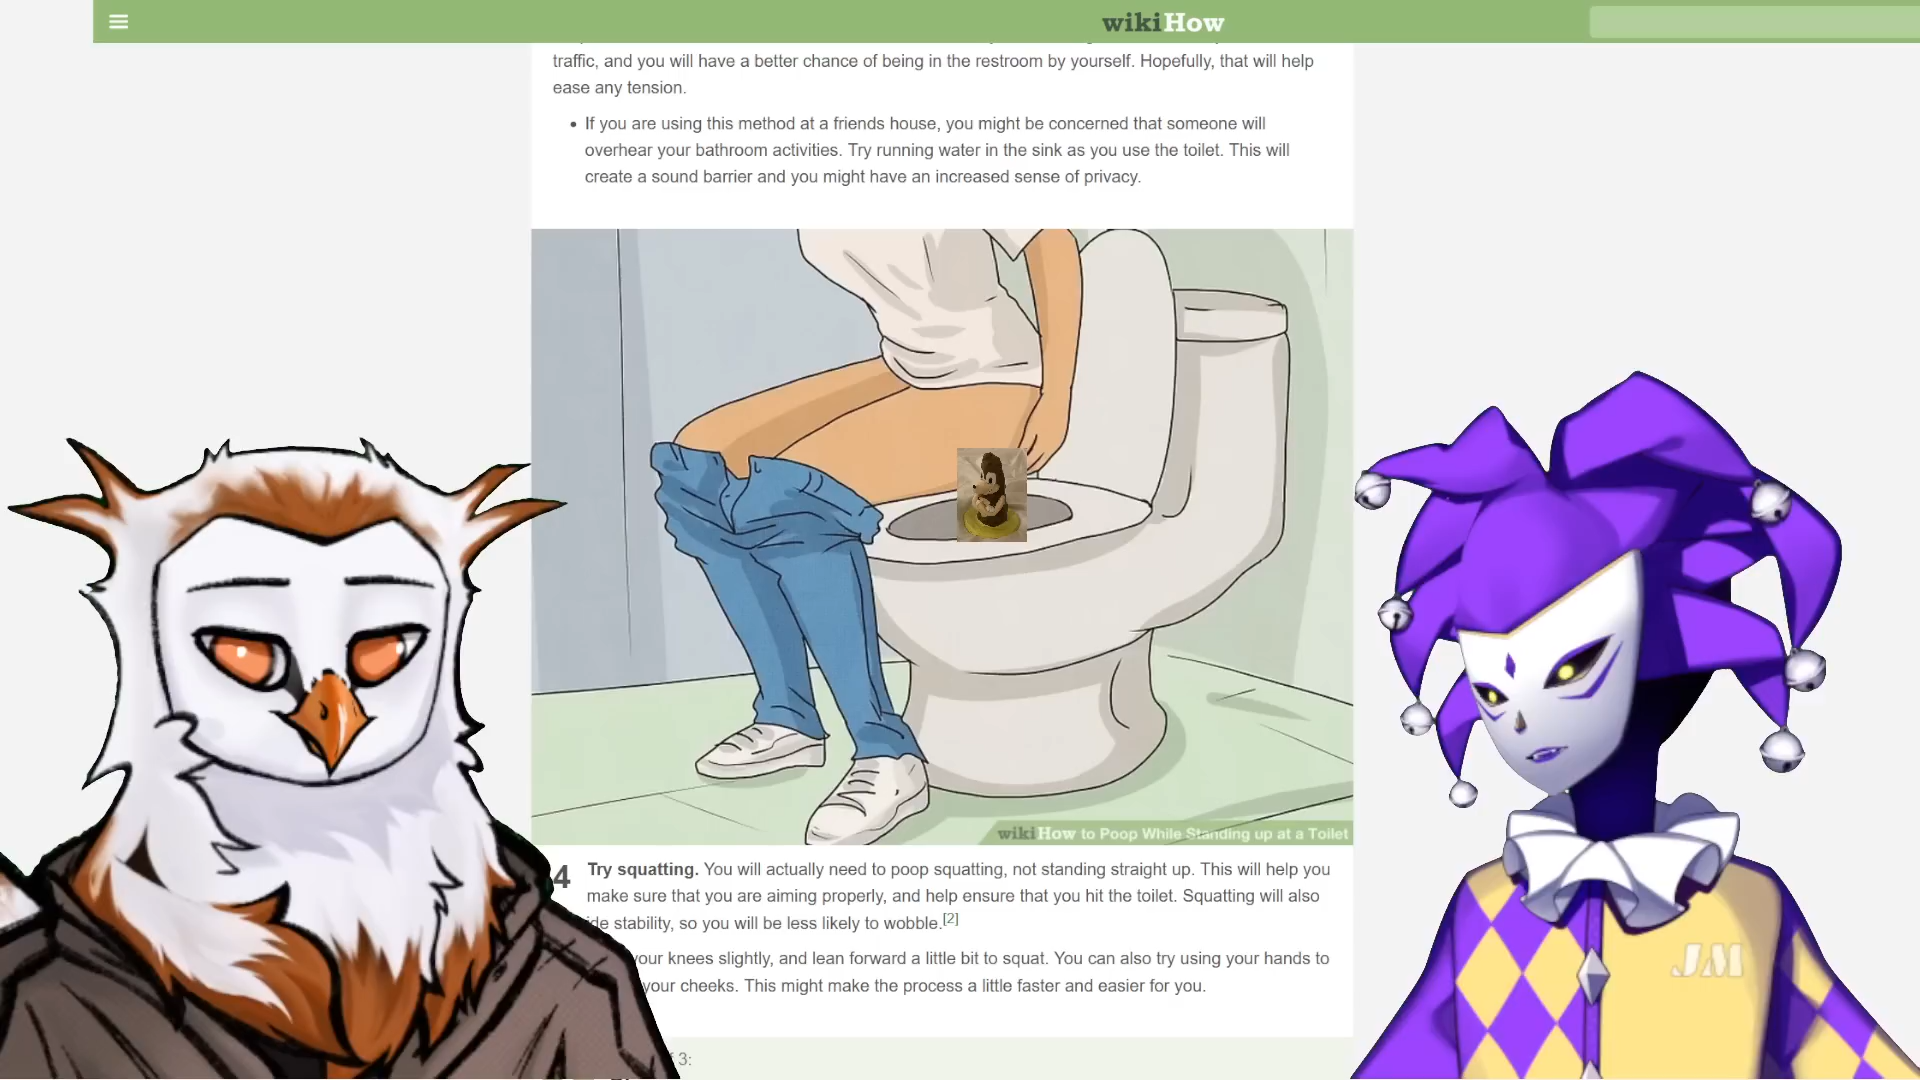 wikiHow
traffic, and you will have a better chance of being in the restroom by yourself. Hopefully, that will help
ease any tension.
• If you are using this method at a friends house, you might be concerned that someone will
overhear your bathroom activities. Try running water in the sink as you use the toilet. This will
create a sound barrier and you might have an increased sense of privacy.
wikiHow to Poop While Standing up at a Toilet
4 Try squatting. You will actually need to poop squatting, not standing straight up. This will help you
make sure that you are aiming properly, and help ensure that you hit the toilet. Squatting will also
stability, so you will be less likely to wobble.[2]
your knees slightly, and lean forward a little bit to squat. You can also try using your hands to
your cheeks. This might make the process a little faster and easier for you.
JM
3: